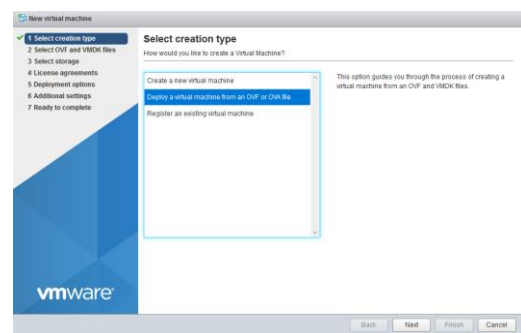 New virtual machine
1 Select creation type
2 Select OVF and VMDK files
3 Select storage
4 License agreements
5 Deployment options
6 Additional settings
7 Ready to complete
Select creation type
How would you like to create a Virtual Machine?
Create a new virtual machine
Deploy a virtual machine from an OVF or OVA file
Register an existing virtual machine
This option guides you through the process of creating a
virtual machine from an OVF and VMDK files.
vmware
Back
Next
Finish
Cancel